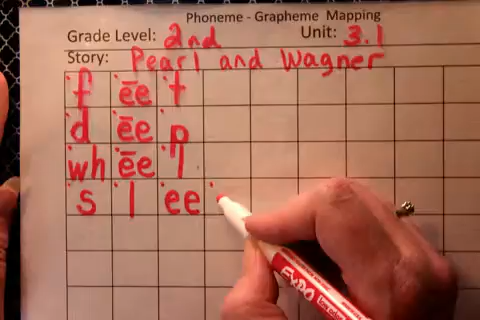 Phoneme - Grapheme Mapping
Grade Level: 2nd Unit: 3.1
Story: Pearl and Wagner
f ēe t
d ēe p
wh ēe l
s l ee
EXPO